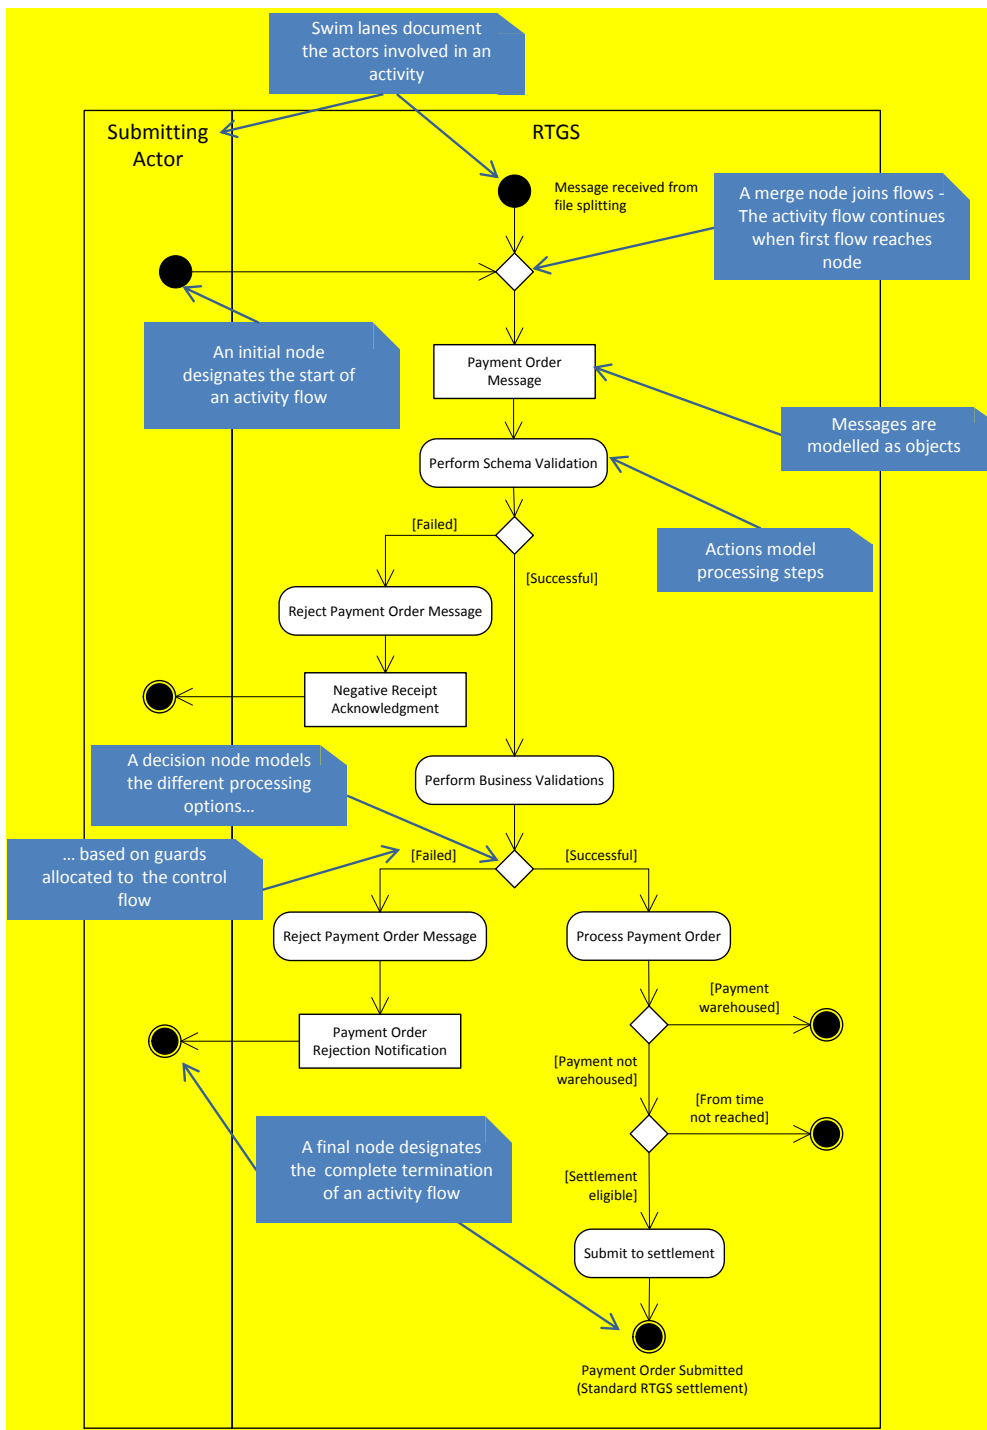 Swim lanes document
the actors involved in an
activity
Submitting
Actor
RTGS
Message received from
file splitting
A merge node joins flows -
The activity flow continues
when first flow reaches
node
An initial node
designates the start of
an activity flow
Payment Order
Message
Messages are
modelled as objects
Perform Schema Validation
[Failed]
Actions model
processing steps
[Successful]
Reject Payment Order Message
Negative Receipt
Acknowledgment
A decision node models
the different processing
options...
Perform Business Validations
... based on guards
allocated to the control
flow
[Failed]
[Successful]
Reject Payment Order Message
Process Payment Order
[Payment
warehoused]
Payment Order
Rejection Notification
[Payment not
warehoused]
[From time
not reached]
A final node designates
the complete termination
of an activity flow
[Settlement
eligible]
Submit to settlement
Payment Order Submitted
(Standard RTGS settlement)